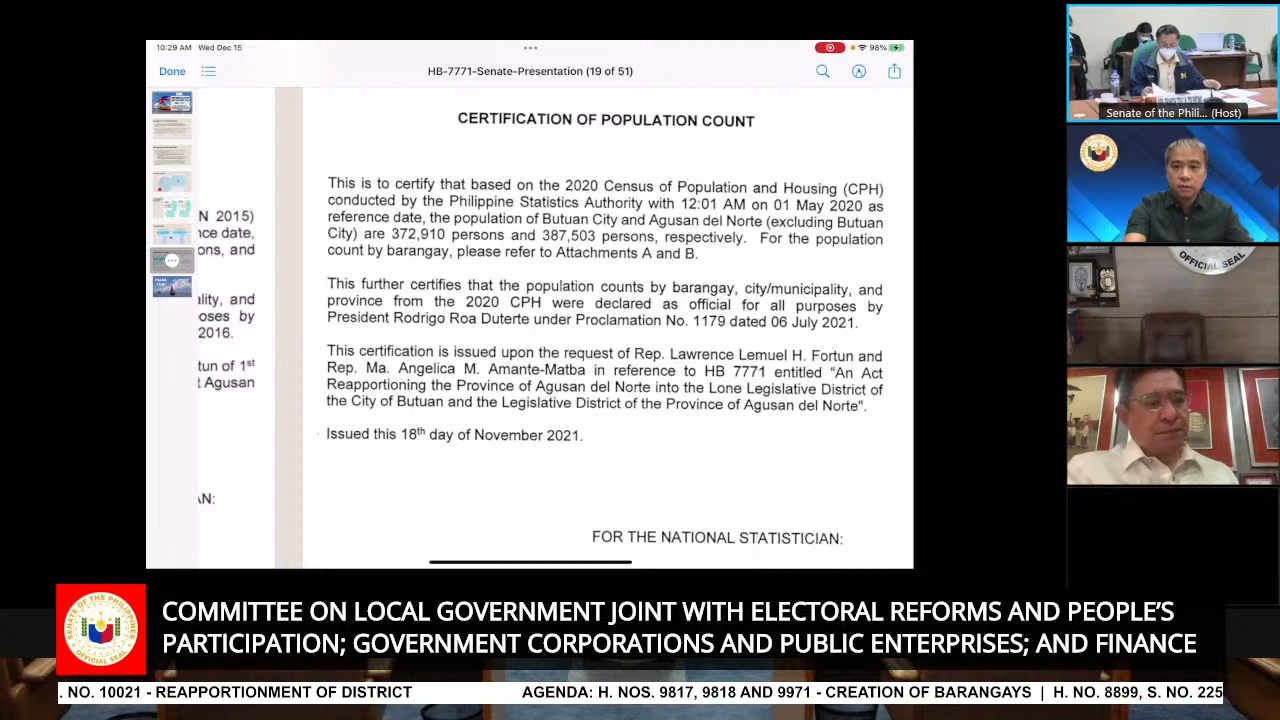 10:29 AM Wed Dec 15
98%
Done
HB-7771-Senate-Presentation (19 of 51)
CERTIFICATION OF POPULATION COUNT
This is to certify that based on the 2020 Census of Population and Housing (CPH)
conducted by the Philippine Statistics Authority with 12:01 AM on 01 May 2020 as
reference date, the population of Butuan City and Agusan del Norte (excluding Butuan
City) are 372,910 persons and 387,503 persons, respectively. For the population
count by barangay, please refer to Attachments A and B.
This further certifies that the population counts by barangay, city/municipality, and
province from the 2020 CPH were declared as official for all purposes by
President Rodrigo Roa Duterte under Proclamation No. 1179 dated 06 July 2021.
This certification is issued upon the request of Rep. Lawrence Lemuel H. Fortun and
Rep. Ma. Angelica M. Amante-Matba in reference to HB 7771 entitled “An Act
Reapportioning the Province of Agusan del Norte into the Lone Legislative District of
the City of Butuan and the Legislative District of the Province of Agusan del Norte".
Issued this 18th day of November 2021.
FOR THE NATIONAL STATISTICIAN:
N 2015)
nce date,
ons, and
ality, and
oses by
2016.
tun of 1st
t Agusan
AN:
Senate of the Phili... (Host)
OFFICIAL SEAL
SENATE OF THE PHILIPPINES
OFFICIAL SEAL
COMMITTEE ON LOCAL GOVERNMENT JOINT WITH ELECTORAL REFORMS AND PEOPLE’S
PARTICIPATION; GOVERNMENT CORPORATIONS AND PUBLIC ENTERPRISES; AND FINANCE
. NO. 10021 - REAPPORTIONMENT OF DISTRICT AGENDA: H. NOS. 9817, 9818 AND 9971 - CREATION OF BARANGAYS | H. NO. 8899, S. NO. 225